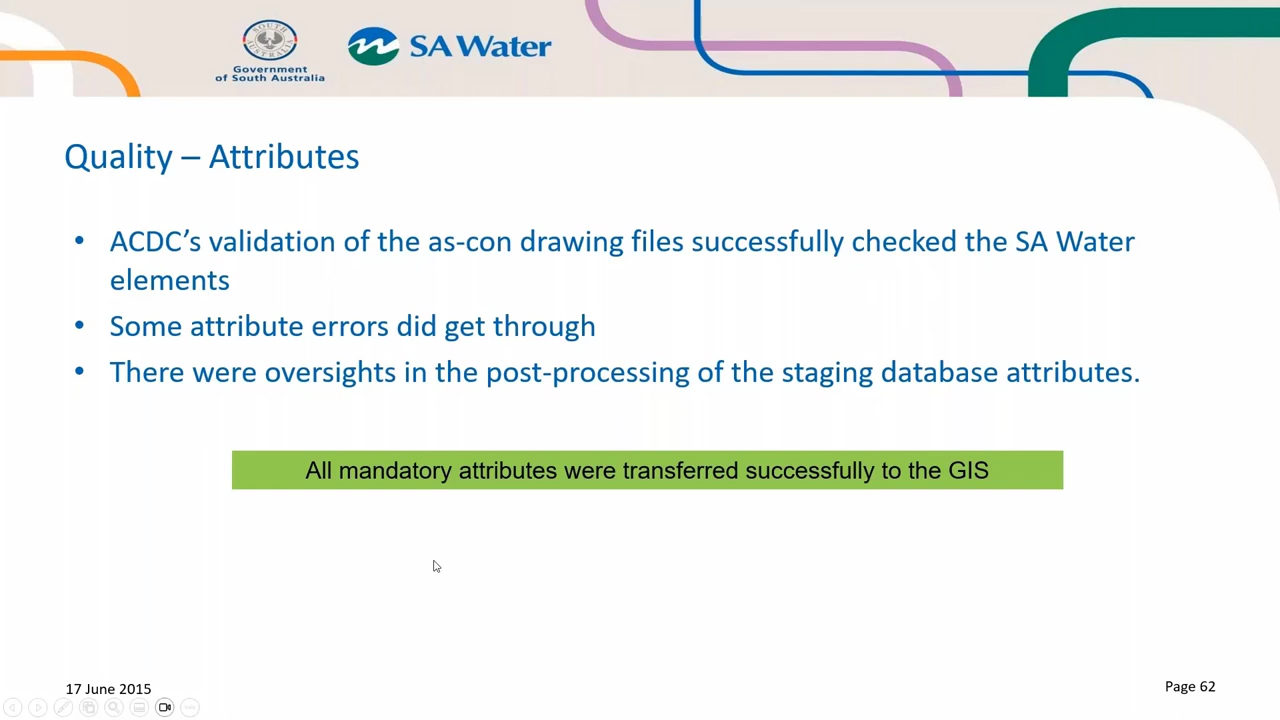 SOUTH
AUSTRALIA
Government
of South Australia
SA Water
Quality – Attributes
• ACDC’s validation of the as-con drawing files successfully checked the SA Water
elements
• Some attribute errors did get through
• There were oversights in the post-processing of the staging database attributes.
All mandatory attributes were transferred successfully to the GIS
17 June 2015
Page 62